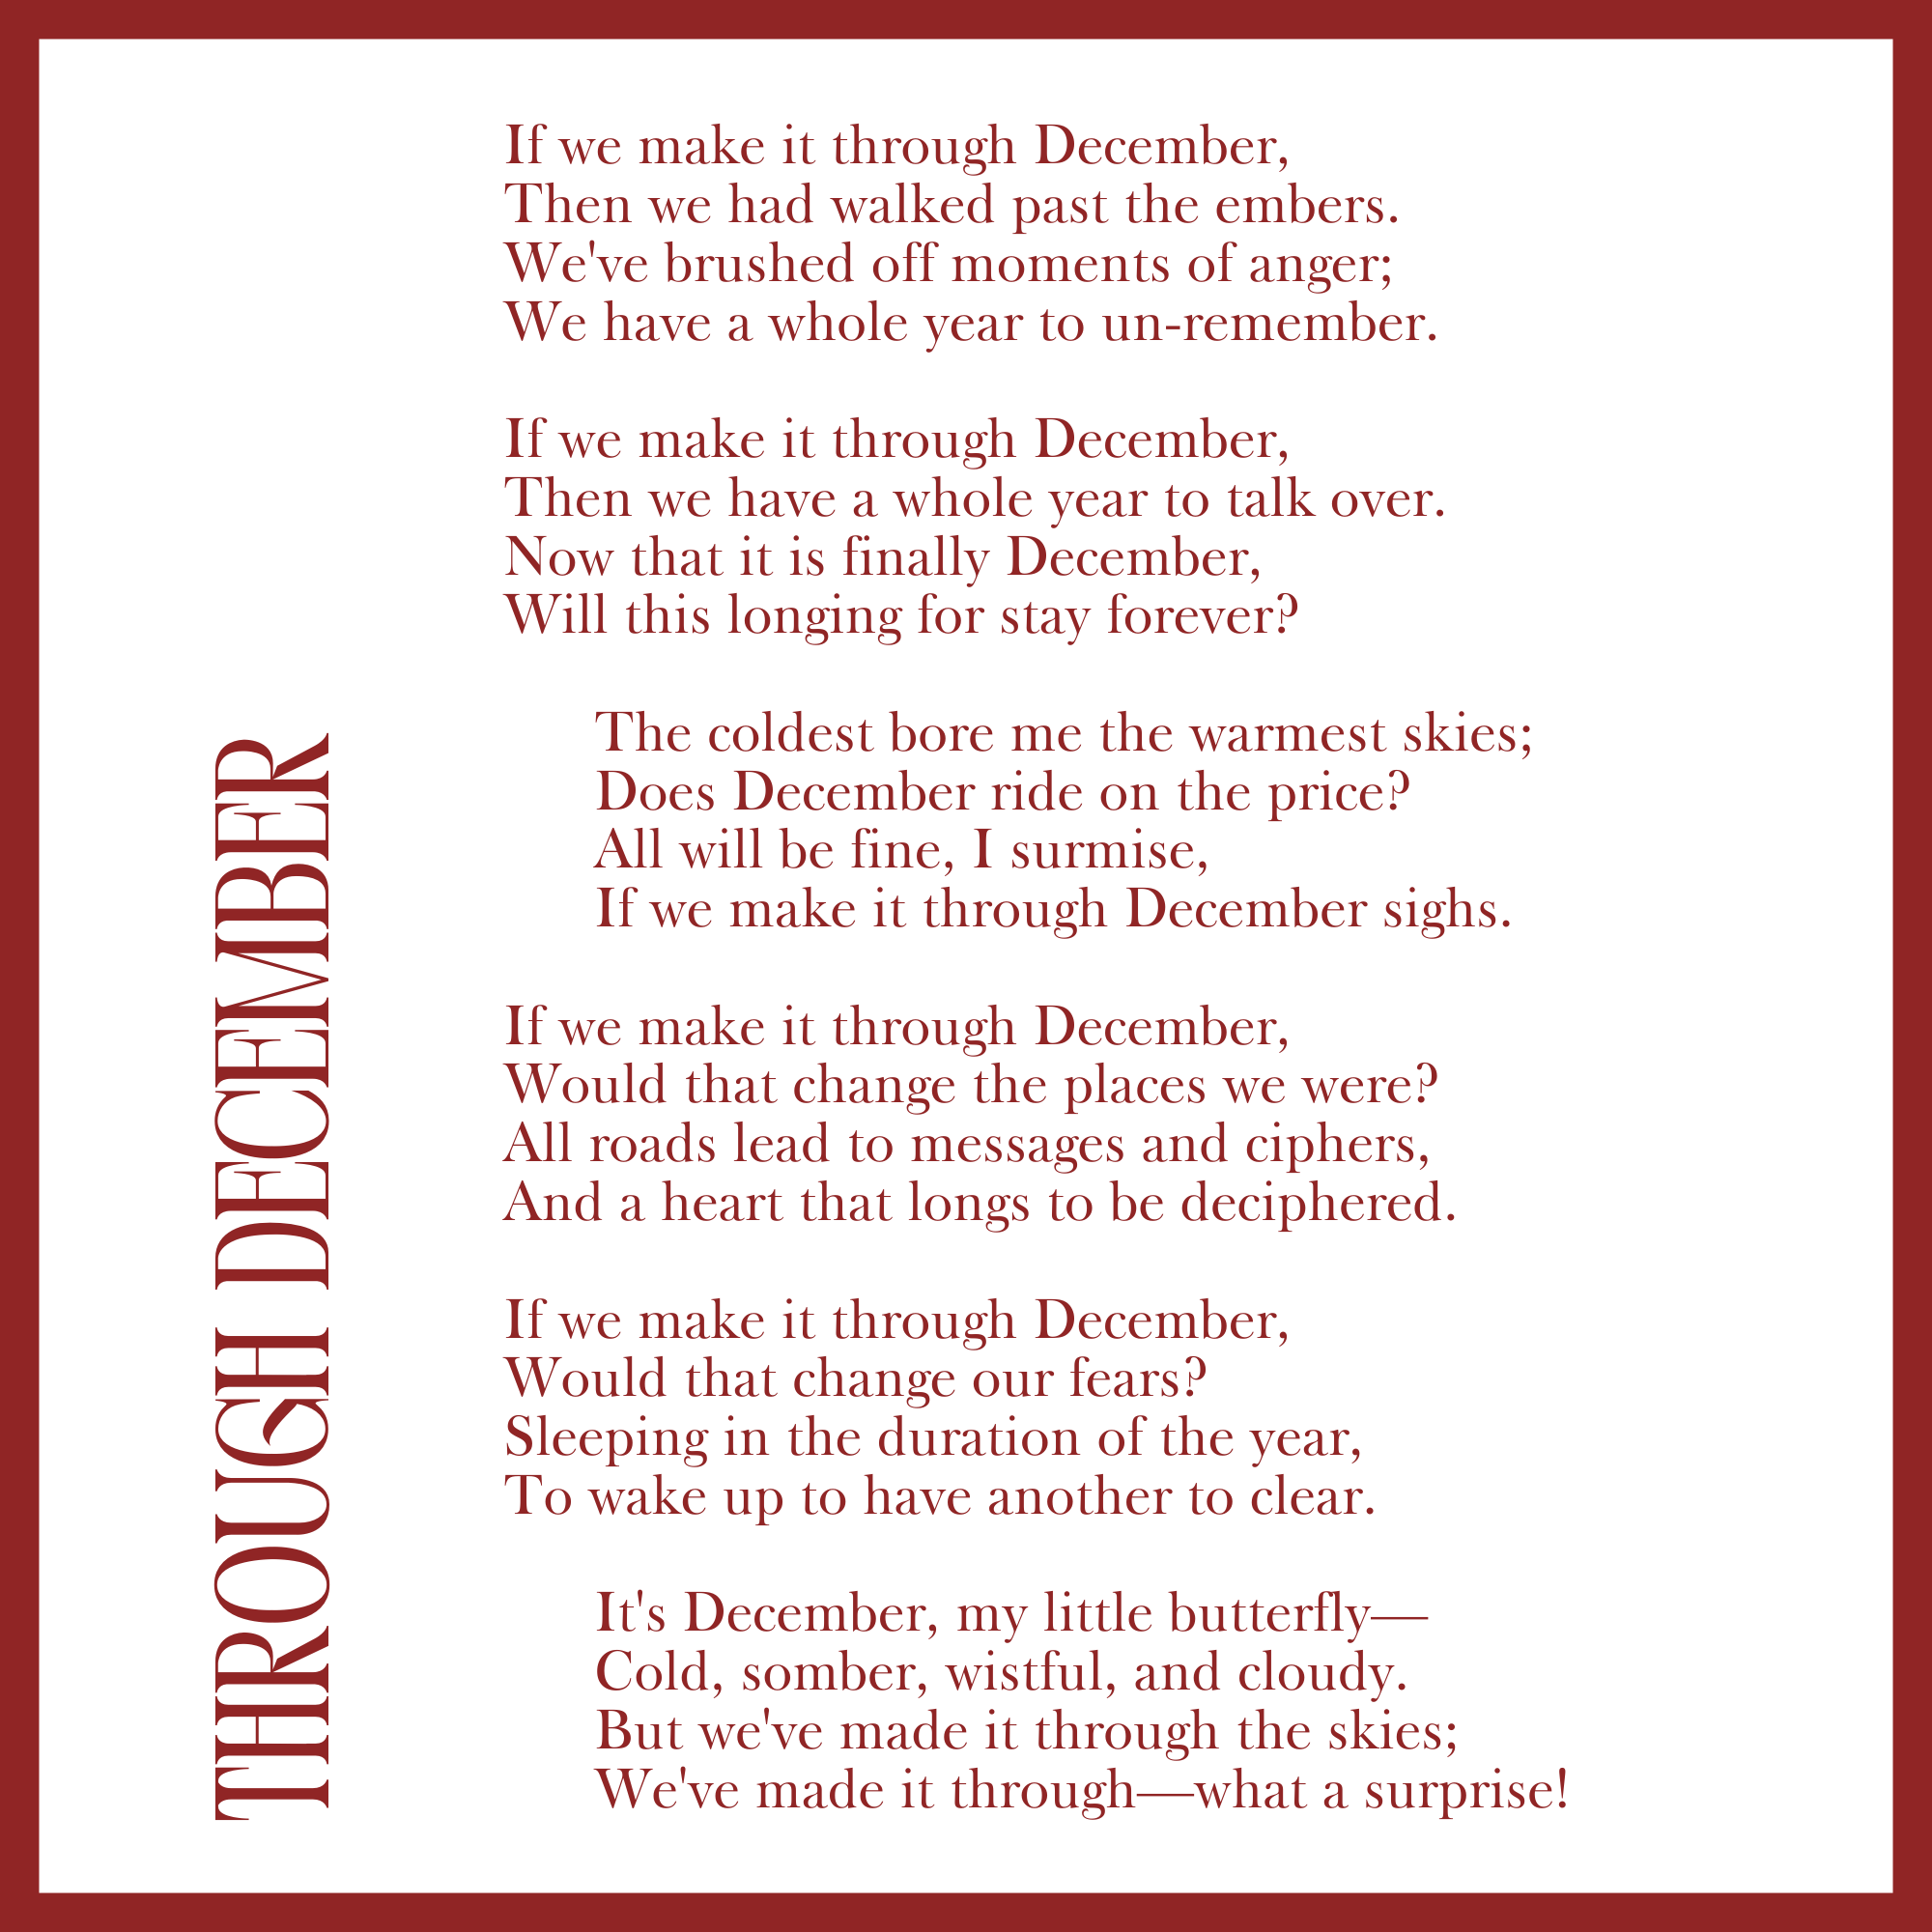 THROUGH DECEMBER
If we make it through December,
Then we had walked past the embers.
We've brushed off moments of anger;
We have a whole year to un-remember.
If we make it through December,
Then we have a whole year to talk over.
Now that it is finally December,
Will this longing for stay forever?
The coldest bore me the warmest skies;
Does December ride on the price?
All will be fine, I surmise,
If we make it through December sighs.
If we make it through December,
Would that change the places we were?
All roads lead to messages and ciphers,
And a heart that longs to be deciphered.
If we make it through December,
Would that change our fears?
Sleeping in the duration of the year,
To wake up to have another to clear.
It's December, my little butterfly—
Cold, somber, wistful, and cloudy.
But we've made it through the skies;
We've made it through—what a surprise!